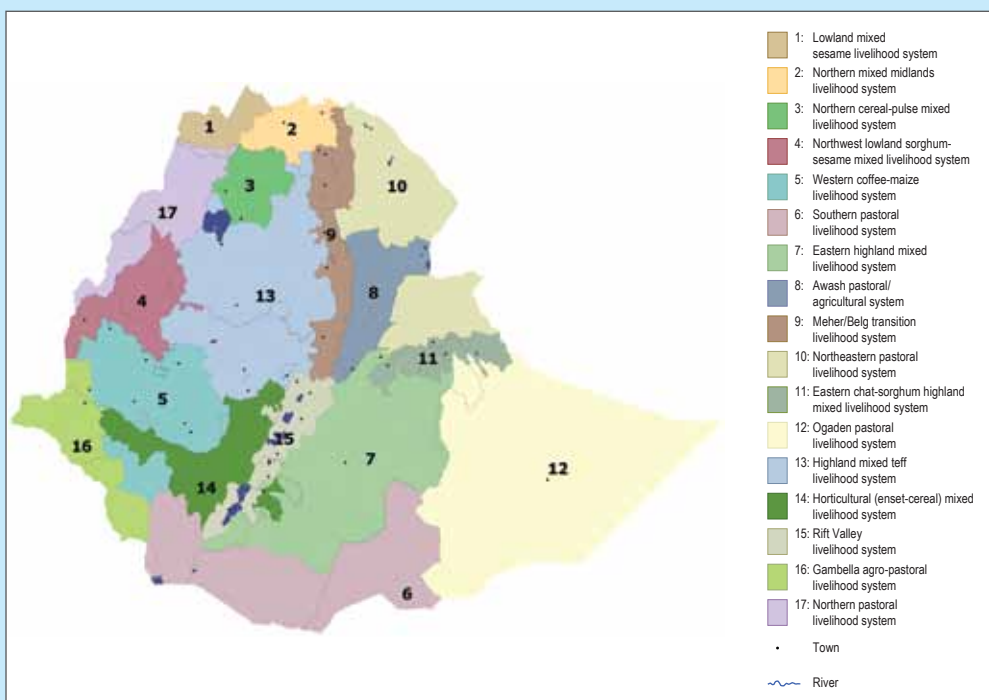 1
2
3
10
17
9
4
13
8
11
5
15
16
7
12
14
6
1: Lowland mixed
sesame livelihood system
2: Northern mixed midlands
livelihood system
3: Northern cereal-pulse mixed
livelihood system
4: Northwest lowland sorghum-
sesame mixed livelihood system
5: Western coffee-maize
livelihood system
6: Southern pastoral
livelihood system
7: Eastern highland mixed
livelihood system
8: Awash pastoral/
agricultural system
9: Meher/Belg transition
livelihood system
10: Northeastern pastoral
livelihood system
11: Eastern chat-sorghum highland
mixed livelihood system
12: Ogaden pastoral
livelihood system
13: Highland mixed teff
livelihood system
14: Horticultural (enset-cereal) mixed
livelihood system
15: Rift Valley
livelihood system
16: Gambella agro-pastoral
livelihood system
17: Northern pastoral
livelihood system
Town
River